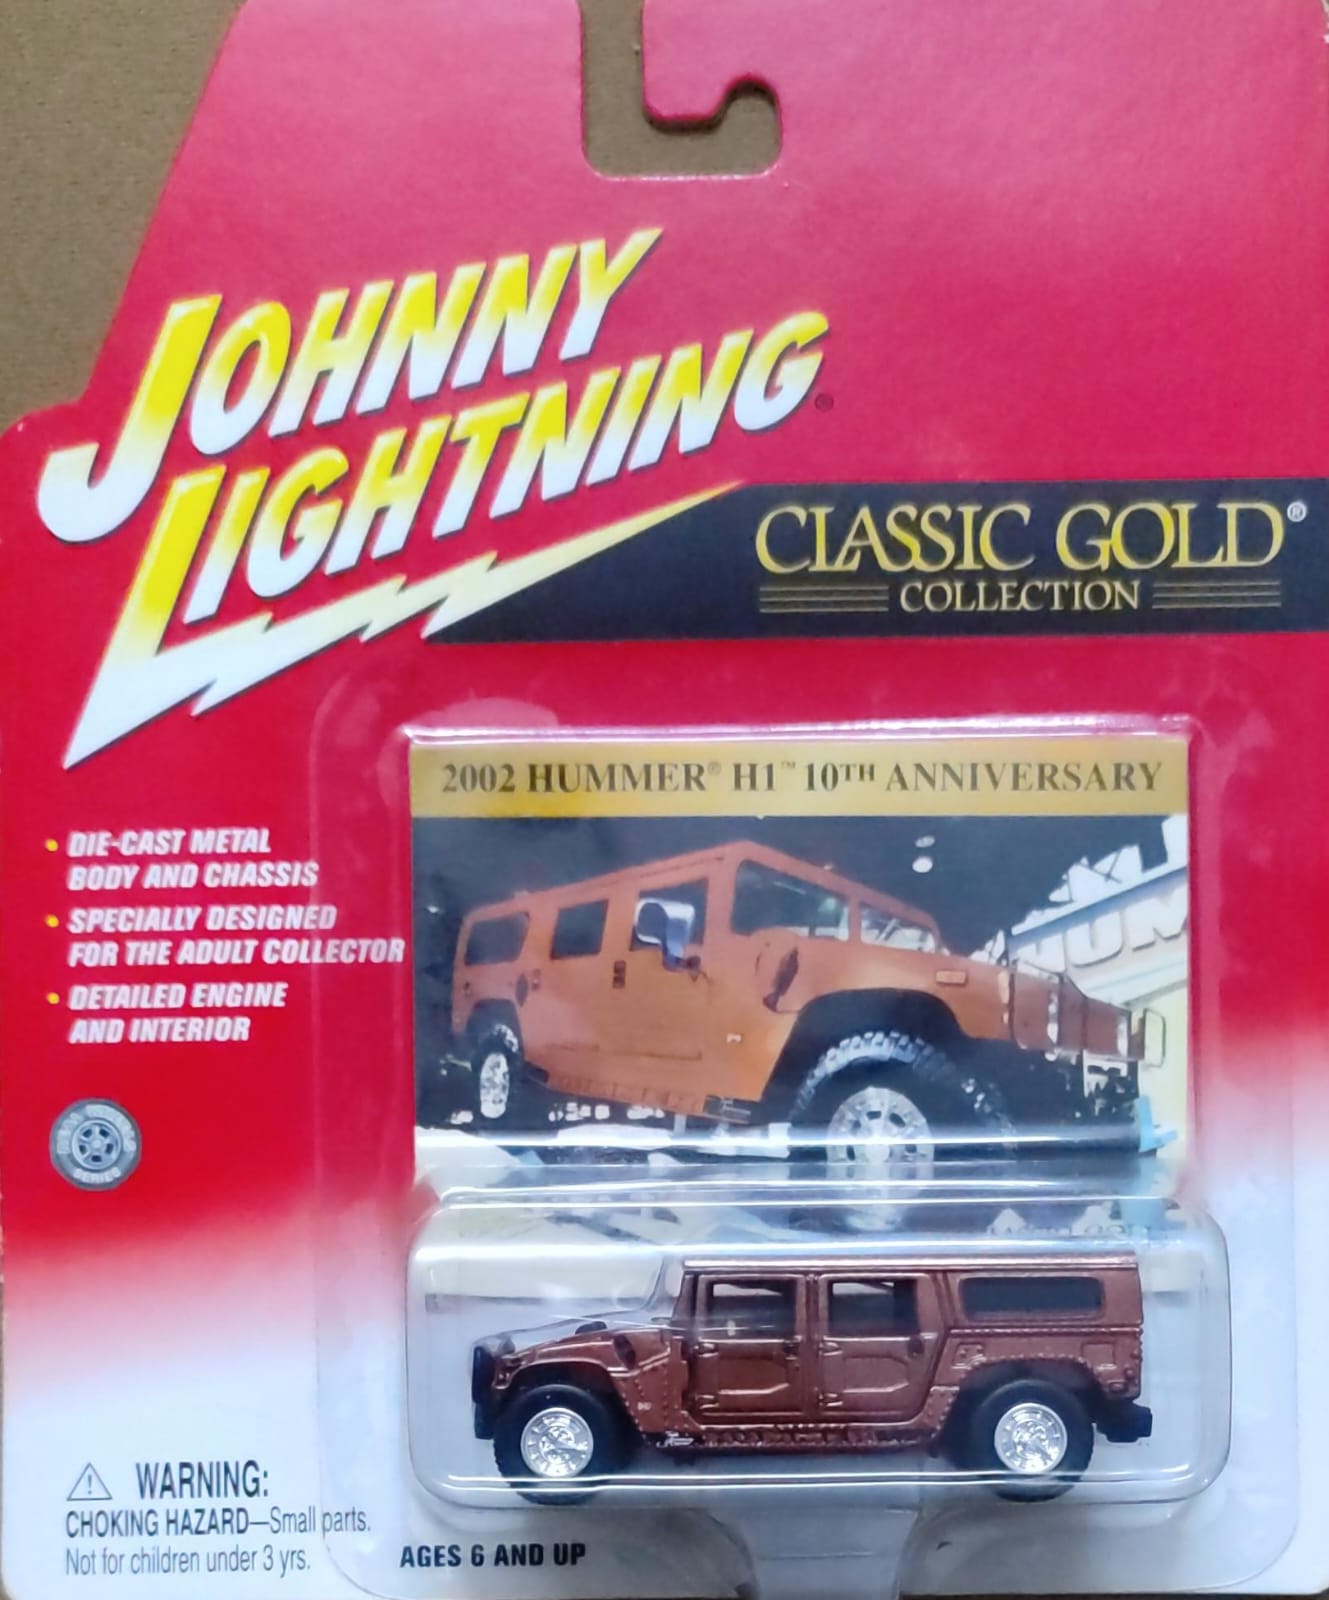 JOHNNY
LIGHTNING®
CLASSIC GOLD®
COLLECTION
2002 HUMMER® H1™ 10TH ANNIVERSARY
• DIE-CAST METAL
BODY AND CHASSIS
• SPECIALLY DESIGNED
FOR THE ADULT COLLECTOR
• DETAILED ENGINE
AND INTERIOR
HUM
SERIES
WARNING:
CHOKING HAZARD—Small parts.
Not for children under 3 yrs.
AGES 6 AND UP